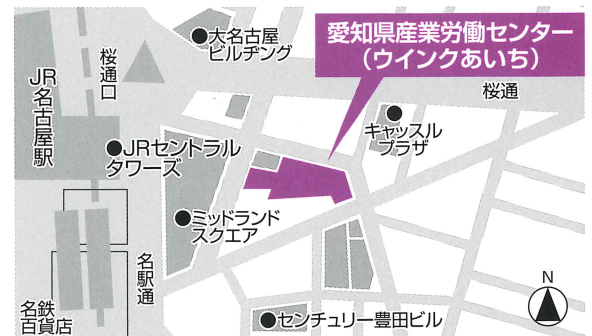 愛知県産業労働センター
（ウインクあいち）
大名古屋
ビルヂング
桜通口
JR名古屋駅
桜通
キャッスル
プラザ
JRセントラル
タワーズ
ミッドランド
スクエア
名駅通
名鉄
百貨店
センチュリー豊田ビル
N